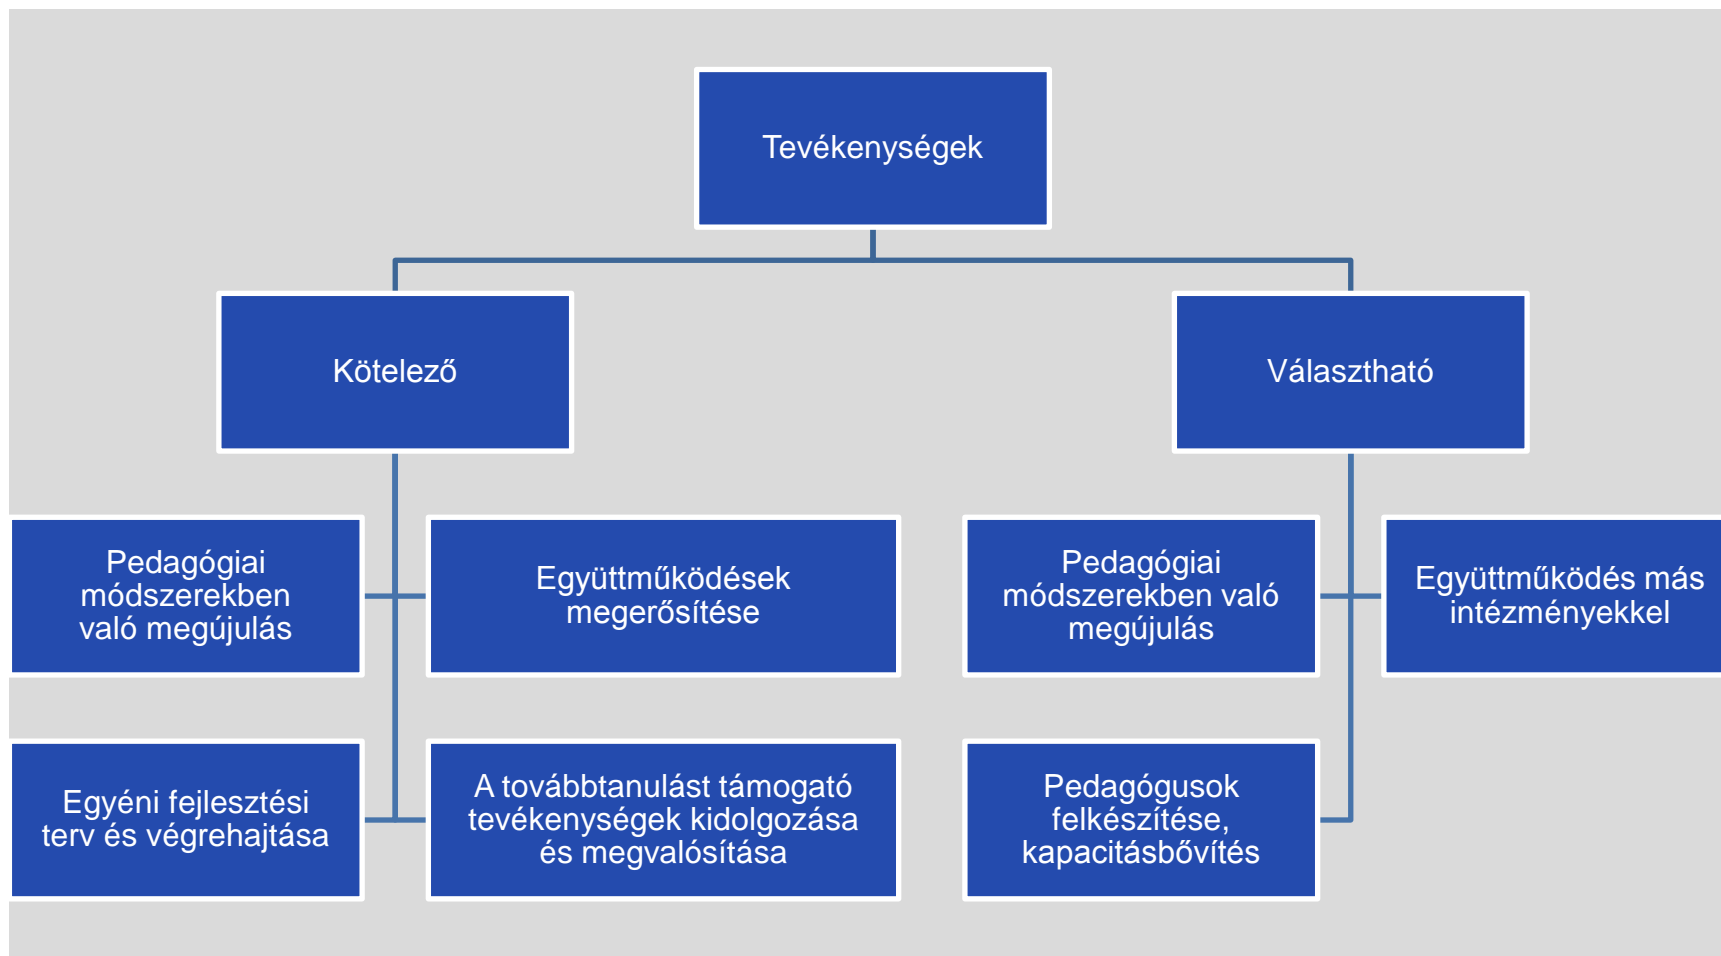 Tevékenységek
Kötelező
Választható
Pedagógiai
módszerekben
való megújulás
Együttműködések
megerősítése
Pedagógiai
módszerekben való
megújulás
Együttműködés más
intézményekkel
Egyéni fejlesztési
terv és végrehajtása
A továbbtanulást támogató
tevékenységek kidolgozása
és megvalósítása
Pedagógusok
felkészítése,
kapacitásbővítés